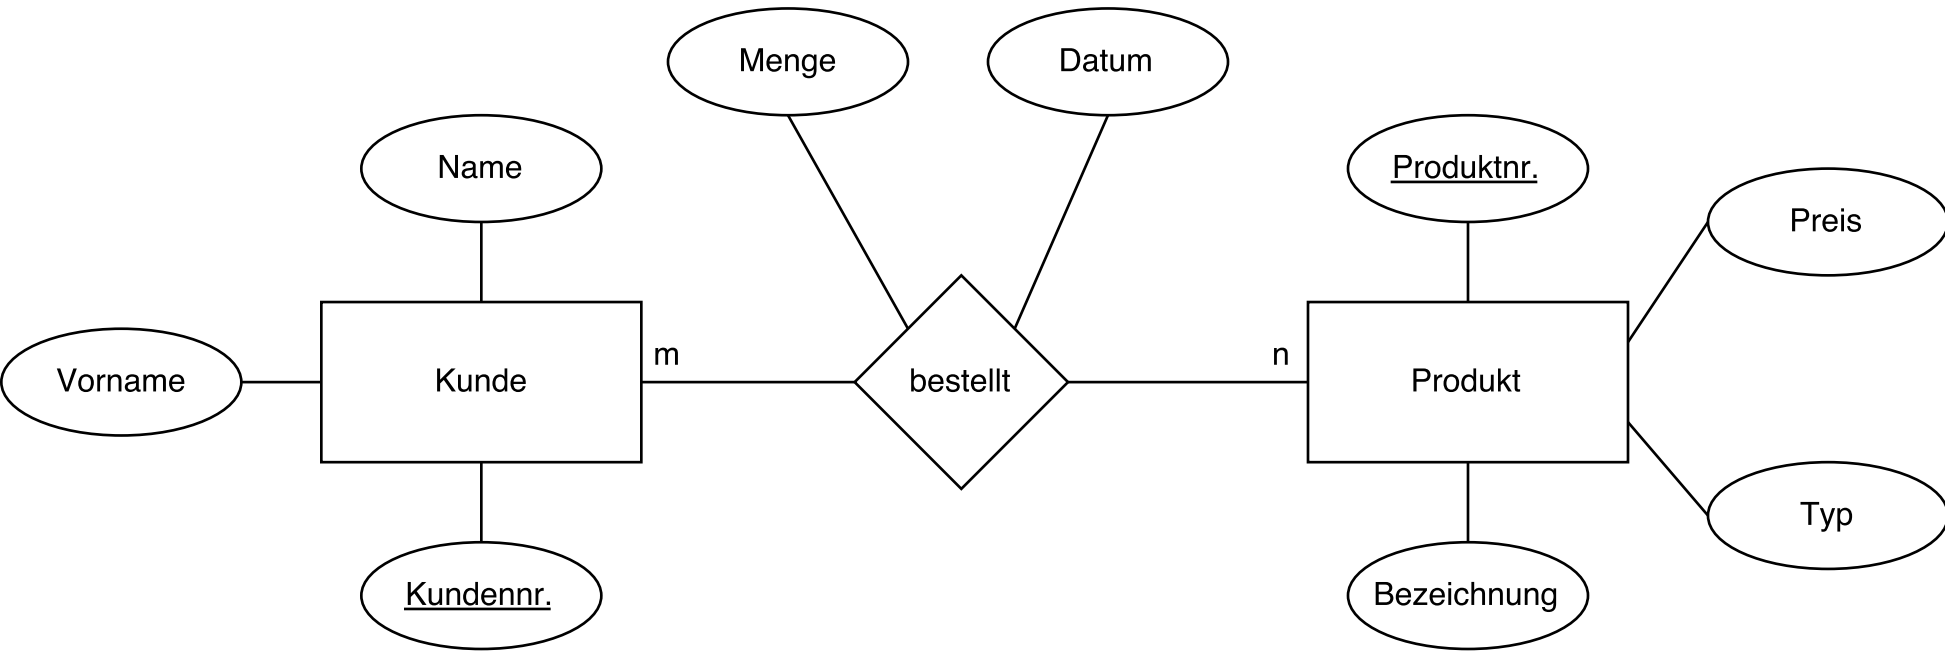 Menge
Datum
Name
Produktnr.
Preis
m
n
Vorname
Kunde
bestellt
Produkt
Typ
Kundennr.
Bezeichnung